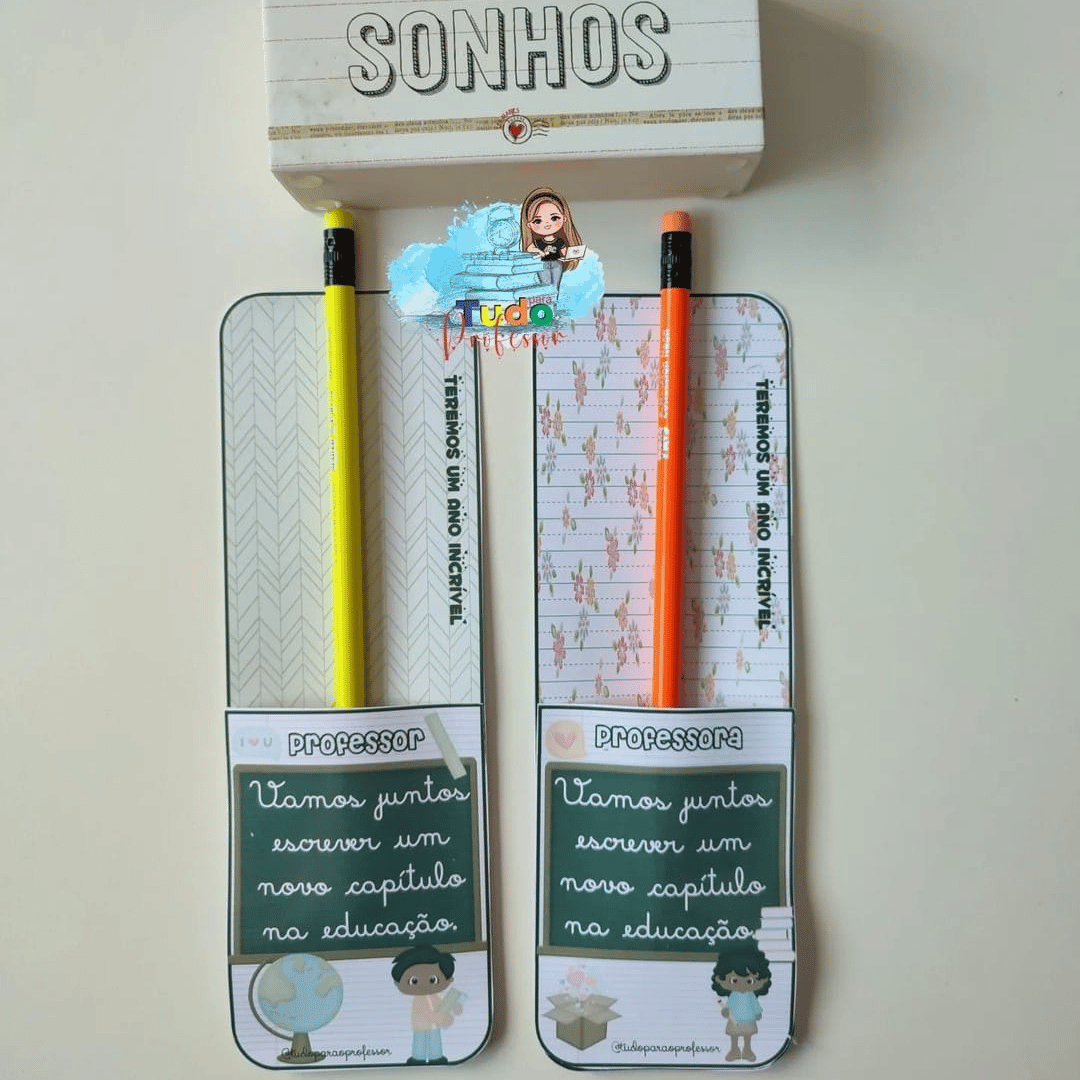 SONHOS
para
Tudo
Professor
TEREMOS UM ANO INCRÍVEL
I U
PROFESSOR
Vamos juntos
escrever um
novo capítulo
na educação.
@tudoparaoprofessor
TEREMOS UM ANO INCRÍVEL
PROFESSORA
Vamos juntos
escrever um
novo capítulo
na educação.
@tudoparaoprofessor